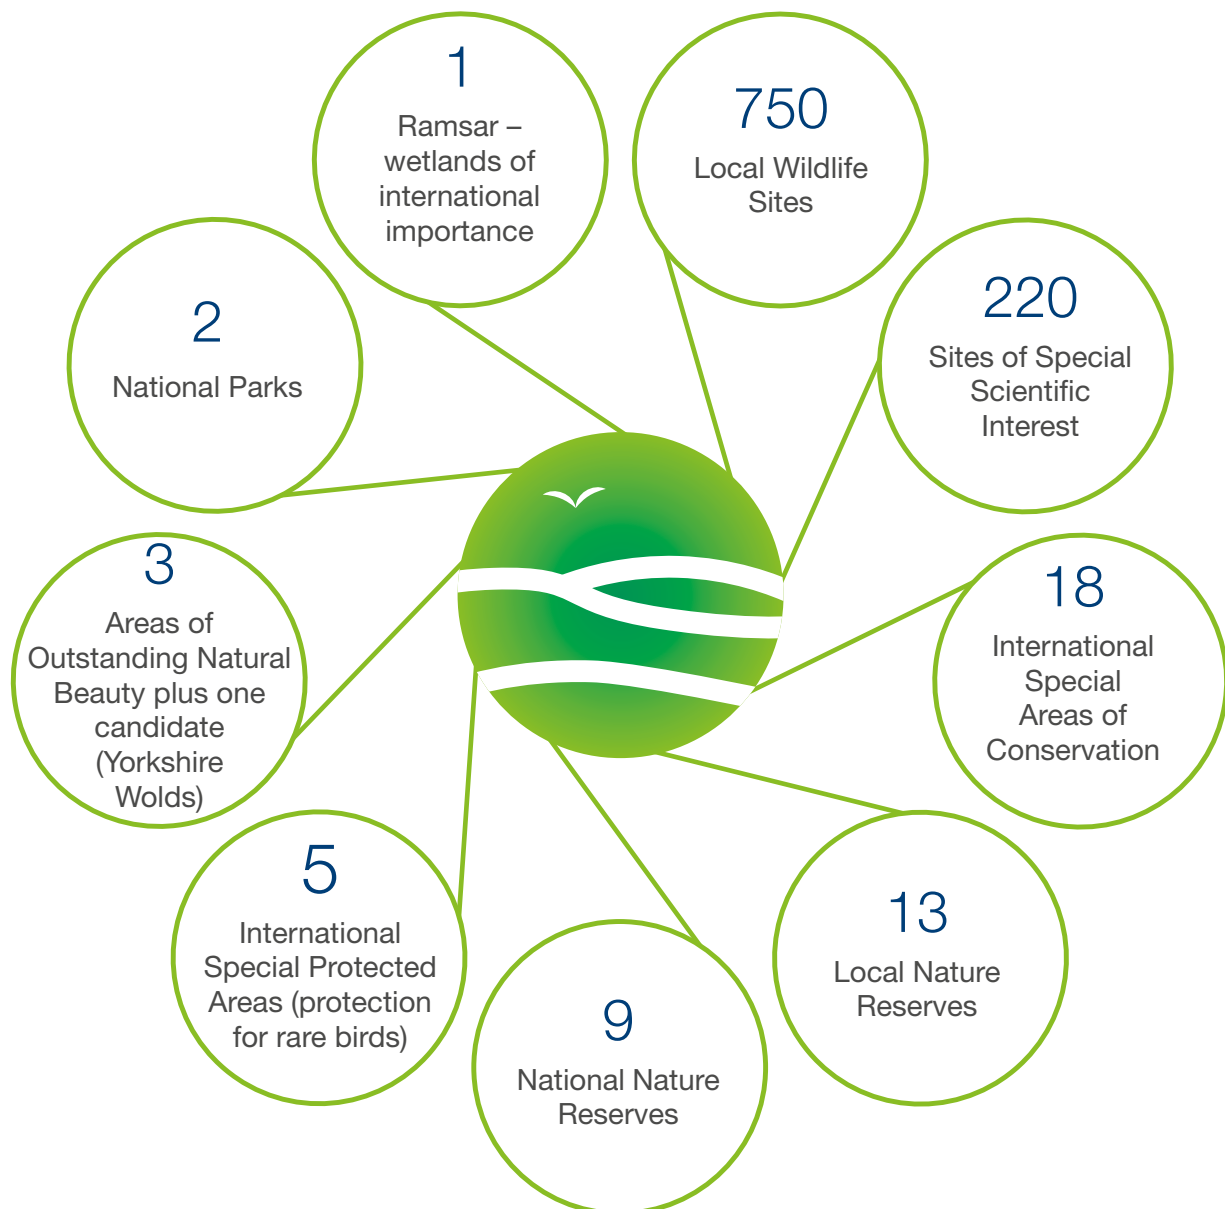 1
Ramsar –
wetlands of
international
importance
750
Local Wildlife
Sites
220
Sites of Special
Scientific
Interest
18
International
Special
Areas of
Conservation
13
Local Nature
Reserves
9
National Nature
Reserves
5
International
Special Protected
Areas (protection
for rare birds)
3
Areas of
Outstanding Natural
Beauty plus one
candidate
(Yorkshire
Wolds)
2
National Parks